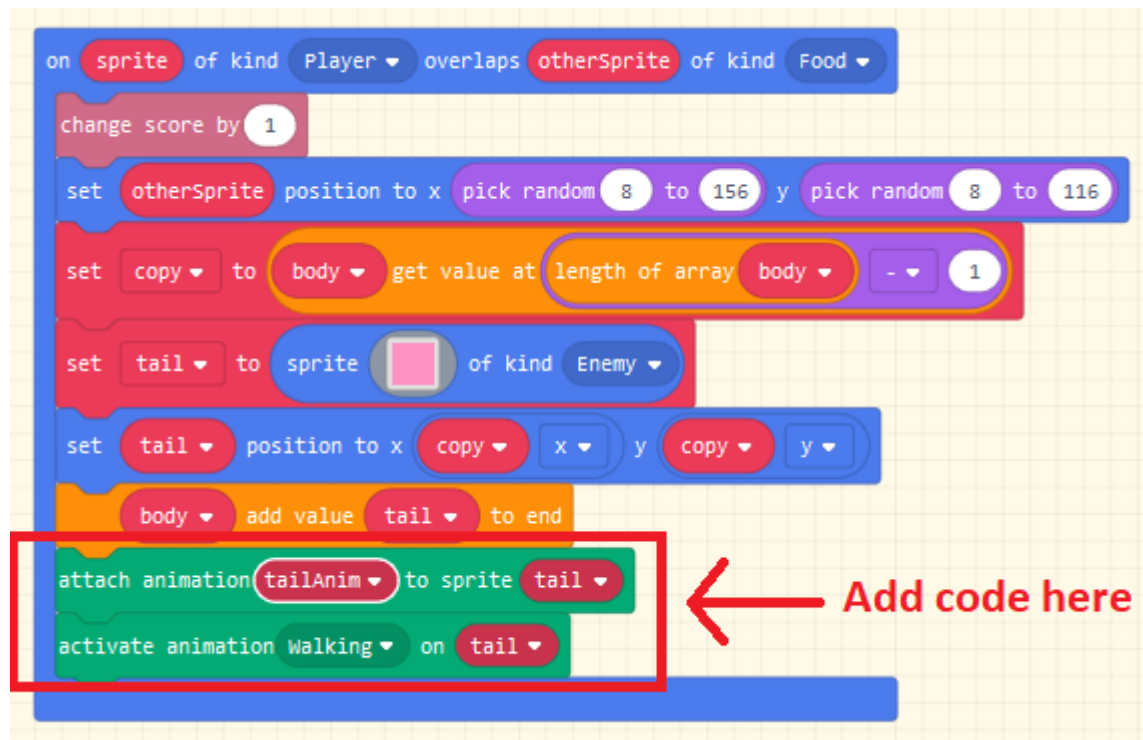 on sprite of kind Player overlaps otherSprite of kind Food
change score by 1
set otherSprite position to x pick random 8 to 156 y pick random 8 to 116
set copy to body get value at length of array body - 1
set tail to sprite of kind Enemy
set tail position to x copy x y copy y
body add value tail to end
attach animation tailAnim to sprite tail
Add code here
activate animation Walking on tail